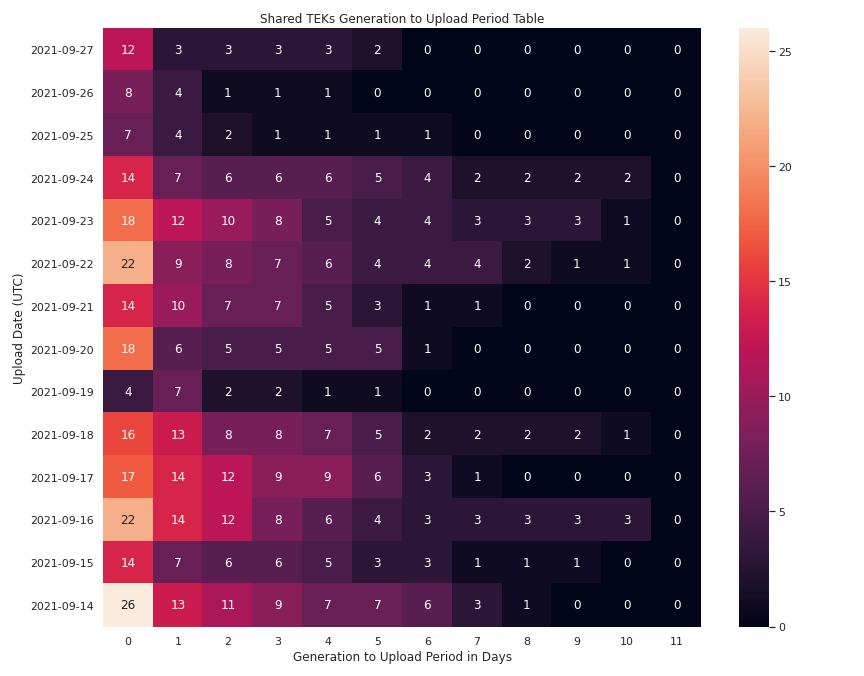 Shared TEKs Generation to Upload Period Table
Upload Date (UTC)
2021-09-27 12 3 3 3 3 2 0 0 0 0 0 0
2021-09-26 8 4 1 1 1 0 0 0 0 0 0 0
2021-09-25 7 4 2 1 1 1 1 0 0 0 0 0
2021-09-24 14 7 6 6 6 5 4 2 2 2 2 0
2021-09-23 18 12 10 8 5 4 4 3 3 3 1 0
2021-09-22 22 9 8 7 6 4 4 4 2 1 1 0
2021-09-21 14 10 7 7 5 3 1 1 0 0 0 0
2021-09-20 18 6 5 5 5 5 1 0 0 0 0 0
2021-09-19 4 7 2 2 1 1 0 0 0 0 0 0
2021-09-18 16 13 8 8 7 5 2 2 2 2 1 0
2021-09-17 17 14 12 9 9 6 3 1 0 0 0 0
2021-09-16 22 14 12 8 6 4 3 3 3 3 3 0
2021-09-15 14 7 6 6 5 3 3 1 1 1 0 0
2021-09-14 26 13 11 9 7 7 6 3 1 0 0 0
0 1 2 3 4 5 6 7 8 9 10 11
Generation to Upload Period in Days
25
20
15
10
5
0